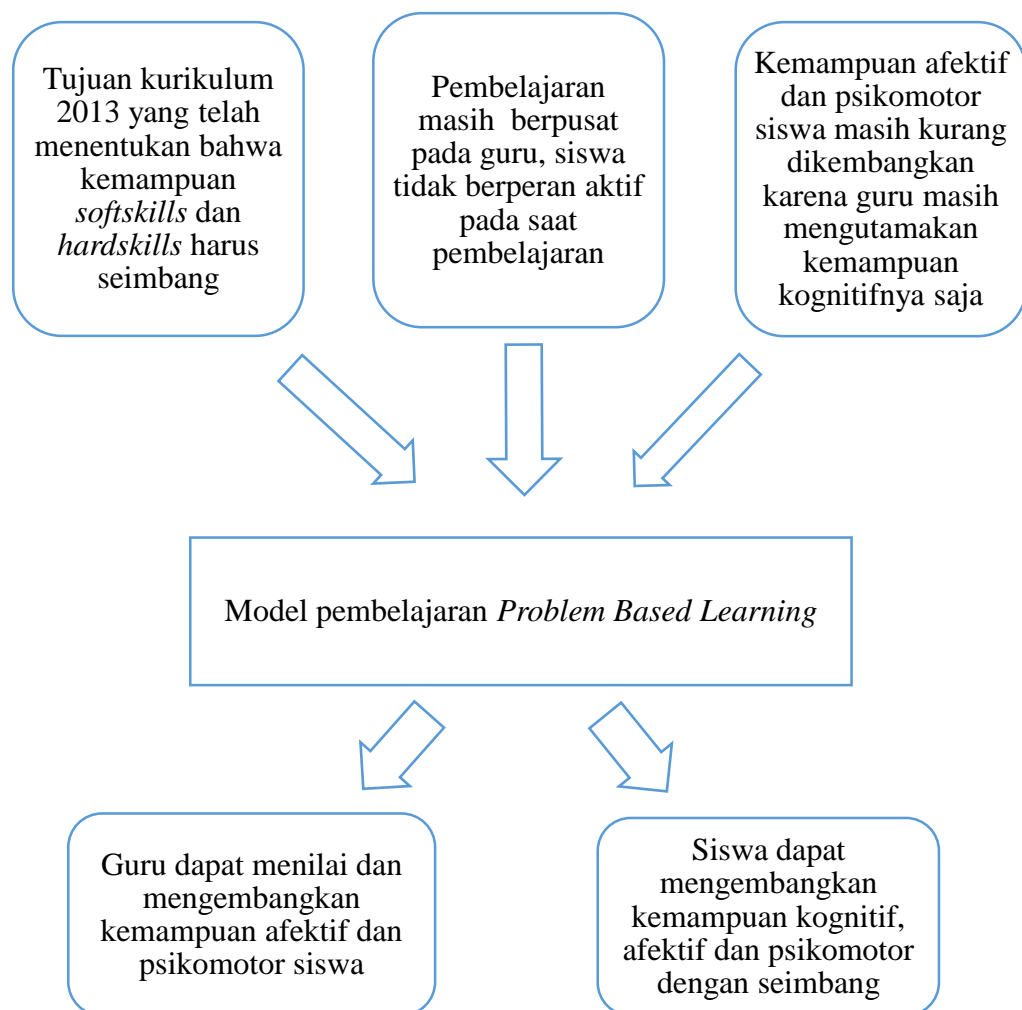 Tujuan kurikulum
2013 yang telah
menentukan bahwa
kemampuan
softskills dan
hardskills harus
seimbang
Pembelajaran
masih berpusat
pada guru, siswa
tidak berperan aktif
pada saat
pembelajaran
Kemampuan afektif
dan psikomotor
siswa masih kurang
dikembangkan
karena guru masih
mengutamakan
kemampuan
kognitifnya saja
Model pembelajaran Problem Based Learning
Guru dapat menilai dan
mengembangkan
kemampuan afektif dan
psikomotor siswa
Siswa dapat
mengembangkan
kemampuan kognitif,
afektif dan psikomotor
dengan seimbang